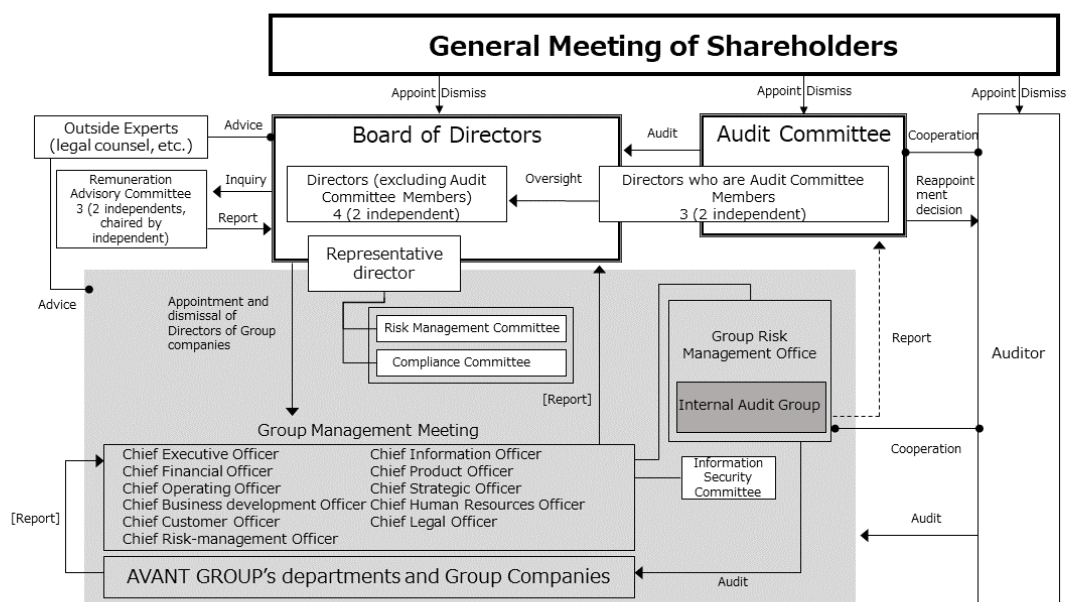 General Meeting of Shareholders
Appoint Dismiss
Appoint Dismiss
Appoint Dismiss
Outside Experts
(legal counsel, etc.)
Advice
Board of Directors
Audit
Audit Committee
Cooperation
Remuneration
Advisory Committee
3 (2 independents,
chaired by
independent)
Inquiry
Report
Directors (excluding Audit
Committee Members)
4 (2 independent)
Oversight
Directors who are Audit Committee
Members
3 (2 independent)
Reappoint
ment
decision
Representative
director
Advice
Appointment and
dismissal of
Directors of Group
companies
Risk Management Committee
Compliance Committee
[Report]
Group Risk
Management Office
Internal Audit Group
Report
Auditor
Cooperation
Group Management Meeting
Chief Executive Officer
Chief Financial Officer
Chief Operating Officer
Chief Business development Officer
Chief Customer Officer
Chief Risk-management Officer
Chief Information Officer
Chief Product Officer
Chief Strategic Officer
Chief Human Resources Officer
Chief Legal Officer
Information
Security
Committee
[Report]
Audit
AVANT GROUP's departments and Group Companies
Audit